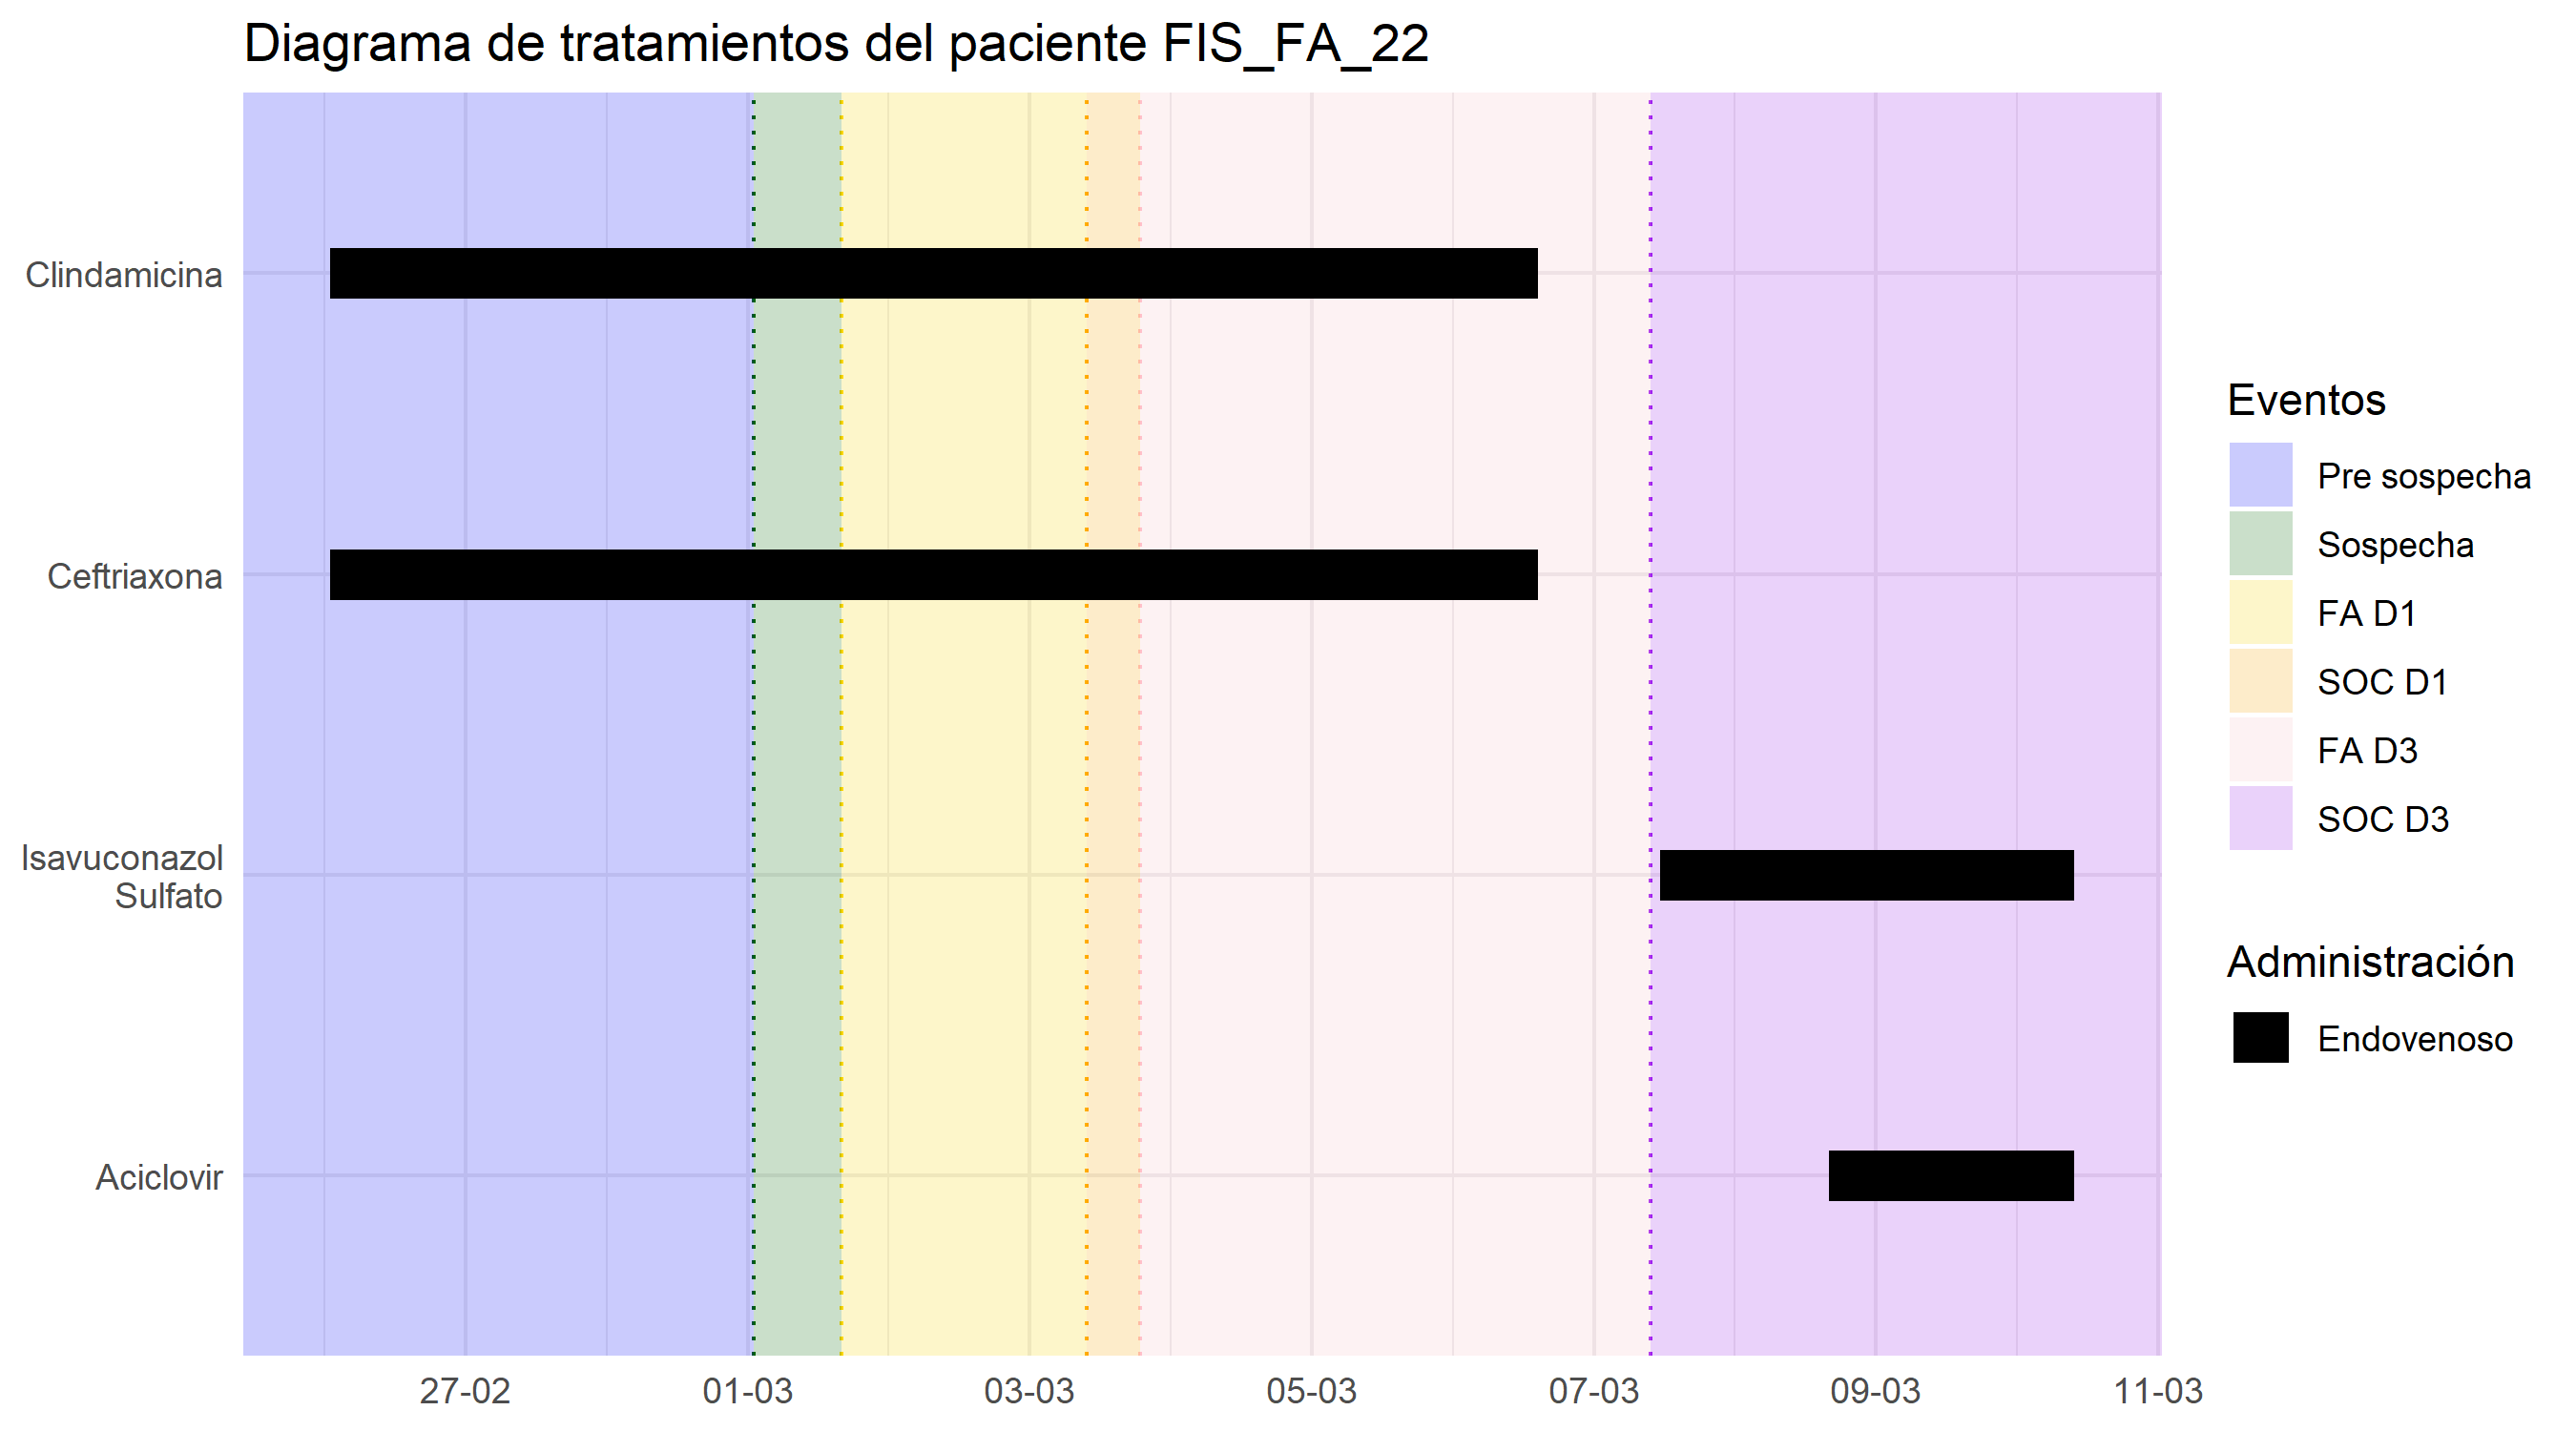 Diagrama de tratamientos del paciente FIS_FA_22
Clindamicina
Ceftriaxona
Isavuconazol
Sulfato
Aciclovir
27-02
01-03
03-03
05-03
07-03
09-03
11-03
Eventos
Pre sospecha
Sospecha
FA D1
SOC D1
FA D3
SOC D3
Administración
Endovenoso